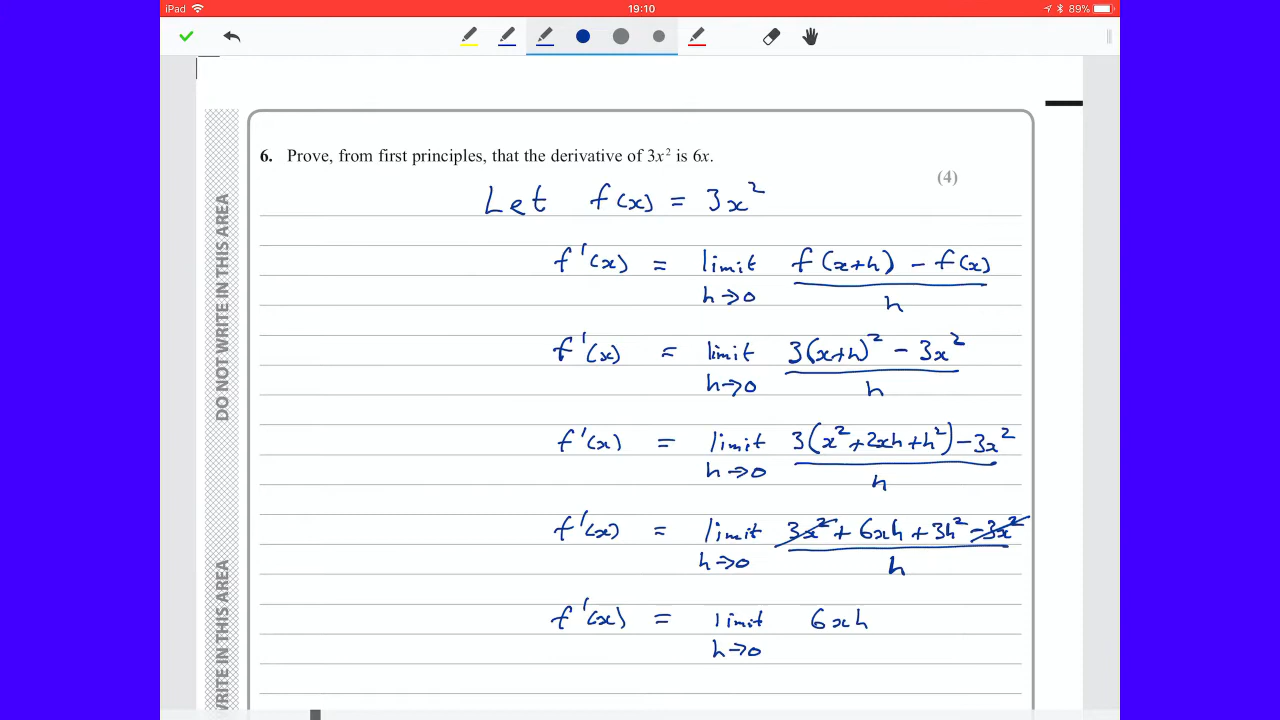 iPad 19:10 89%
6. Prove, from first principles, that the derivative of 3x² is 6x.
(4)
Let f(x) = 3x²
f'(x) = limit h→0 f(x+h) - f(x) / h
f'(x) = limit h→0 3(x+h)² - 3x² / h
f'(x) = limit h→0 3(x²+2xh+h²) - 3x² / h
f'(x) = limit h→0 3x² + 6xh + 3h² - 3x² / h
f'(x) = limit h→0 6xh
DO NOT WRITE IN THIS AREA
WRITE IN THIS AREA